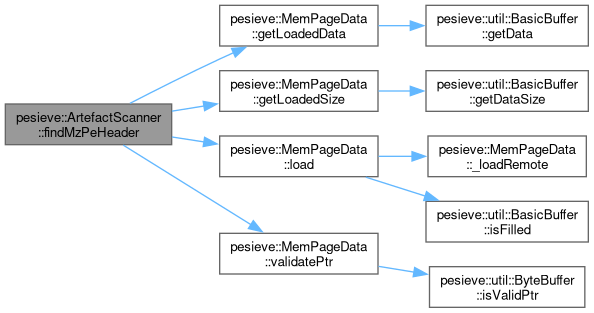 pesieve::ArtefactScanner
::findMzPeHeader
pesieve::MemPageData
::getLoadedData
pesieve::util::BasicBuffer
::getData
pesieve::MemPageData
::getLoadedSize
pesieve::util::BasicBuffer
::getDataSize
pesieve::MemPageData
::load
pesieve::MemPageData
::_loadRemote
pesieve::util::BasicBuffer
::isFilled
pesieve::MemPageData
::validatePtr
pesieve::util::ByteBuffer
::isValidPtr